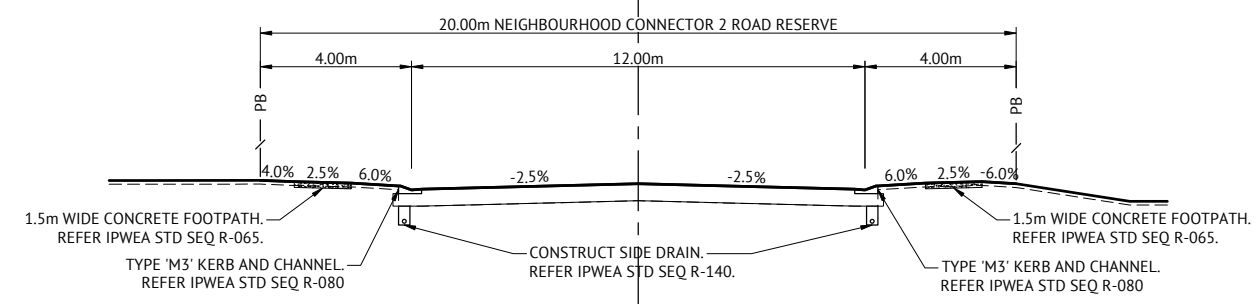 20.00m NEIGHBOURHOOD CONNECTOR 2 ROAD RESERVE
4.00m
12.00m
4.00m
PB
PB
4.0%
2.5%
6.0%
-2.5%
-2.5%
6.0%
2.5%
-6.0%
1.5m WIDE CONCRETE FOOTPATH.
REFER IPWEA STD SEQ R-065.
TYPE 'M3' KERB AND CHANNEL.
REFER IPWEA STD SEQ R-080
CONSTRUCT SIDE DRAIN.
REFER IPWEA STD SEQ R-140.
1.5m WIDE CONCRETE FOOTPATH.
REFER IPWEA STD SEQ R-065.
TYPE 'M3' KERB AND CHANNEL.
REFER IPWEA STD SEQ R-080